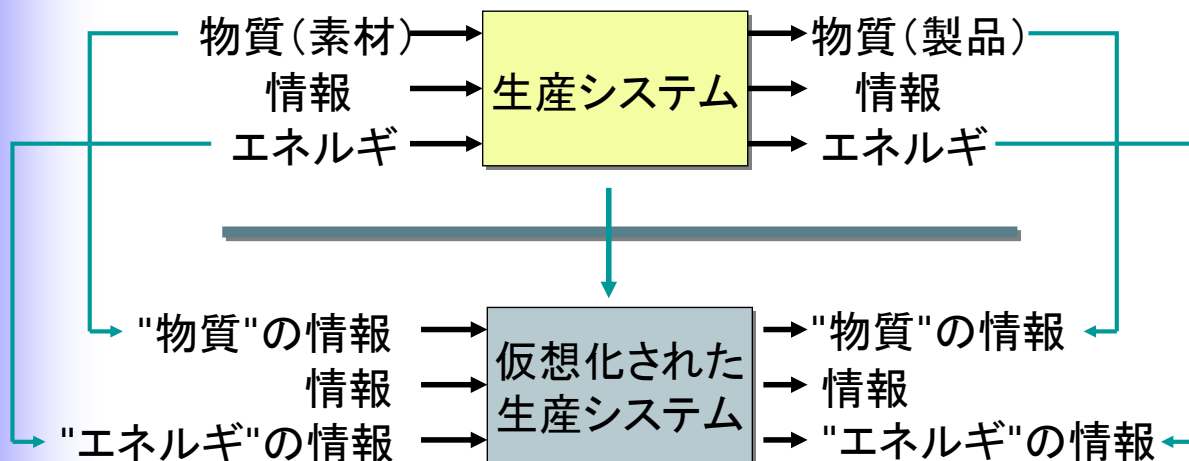 物質(素材)
情報
エネルギ
生産システム
物質(製品)
情報
エネルギ
"物質"の情報
情報
"エネルギ"の情報
仮想化された
生産システム
"物質"の情報
情報
"エネルギ"の情報